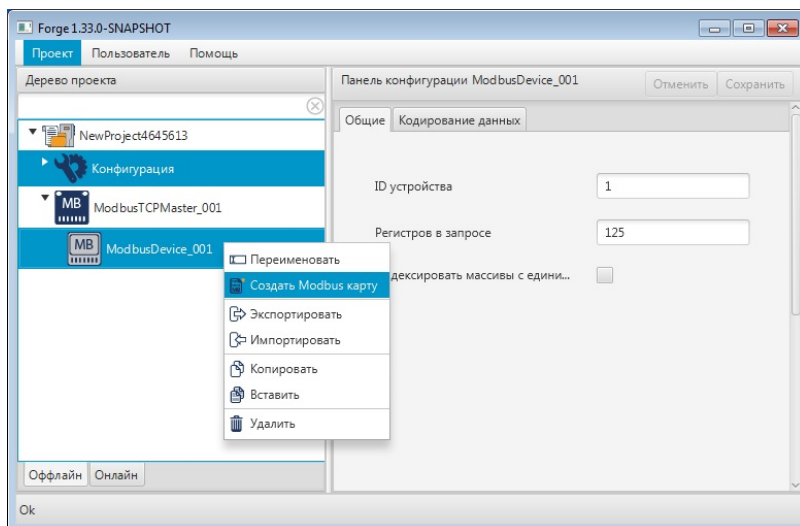 Forge 1.33.0-SNAPSHOT
Проект Пользователь Помощь
Дерево проекта
Панель конфигурации ModbusDevice_001
Отменить Сохранить
NewProject4645613
Конфигурация
MB ModbusTCPMaster_001
MB ModbusDevice_001
Переименовать
Создать Modbus карту
Экспортировать
Импортировать
Копировать
Вставить
Удалить
Общие Кодирование данных
ID устройства 1
Регистров в запросе 125
дексировать массивы с едини...
Оффлайн Онлайн
Ok